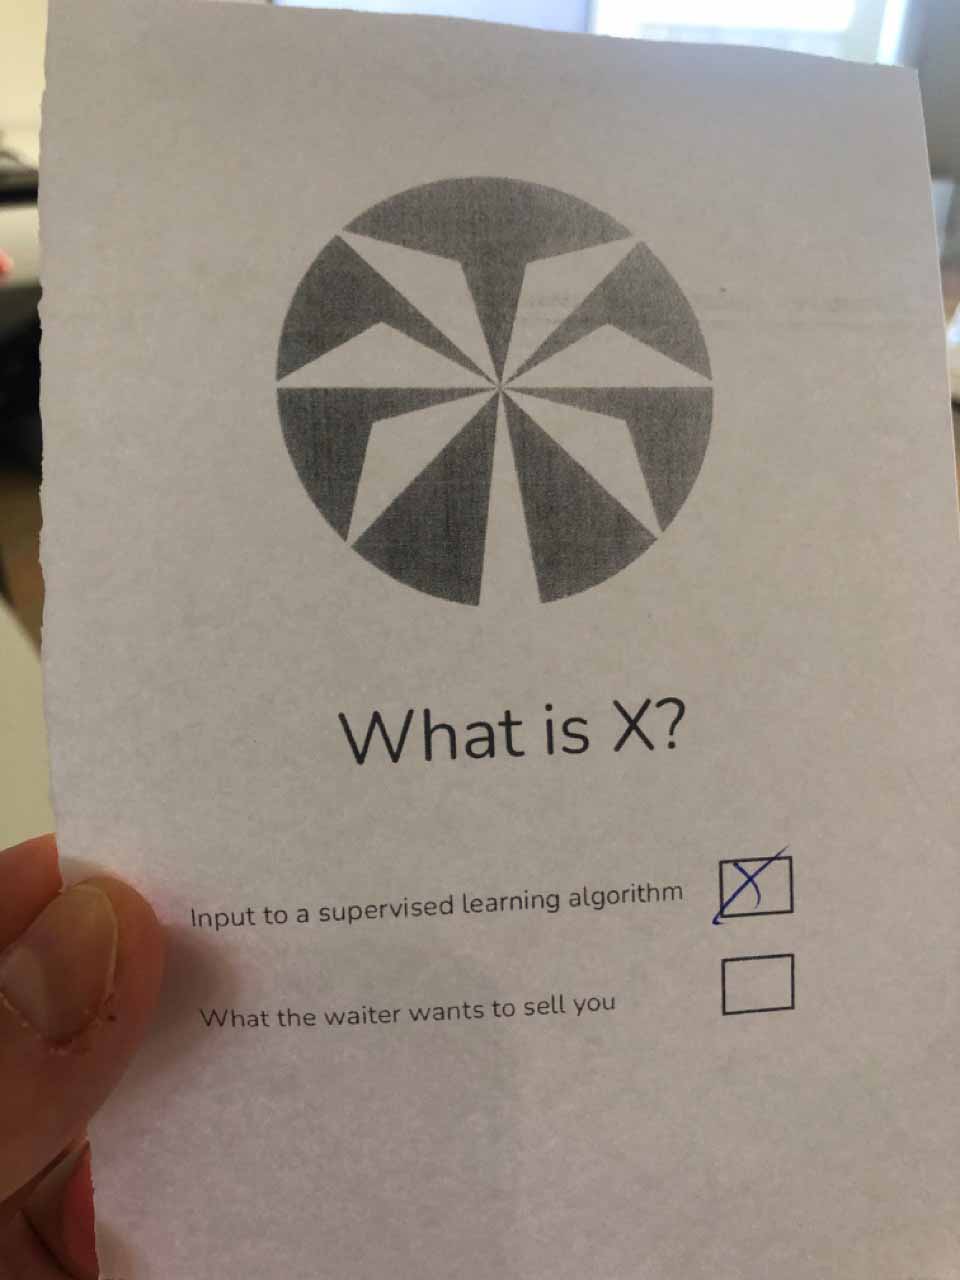 What is X?
Input to a supervised learning algorithm
X
What the waiter wants to sell you